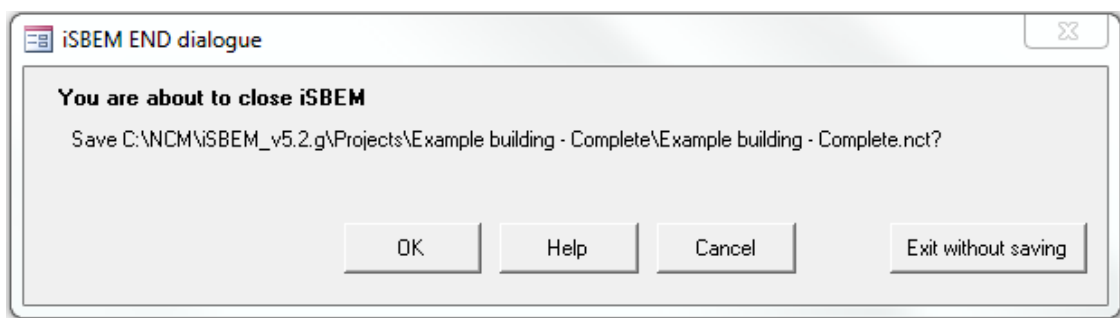 iSBEM END dialogue
You are about to close iSBEM
Save C:\NCM\iSBEM_v5.2.g\Projects\Example building - Complete\Example building - Complete.nct?
OK
Help
Cancel
Exit without saving